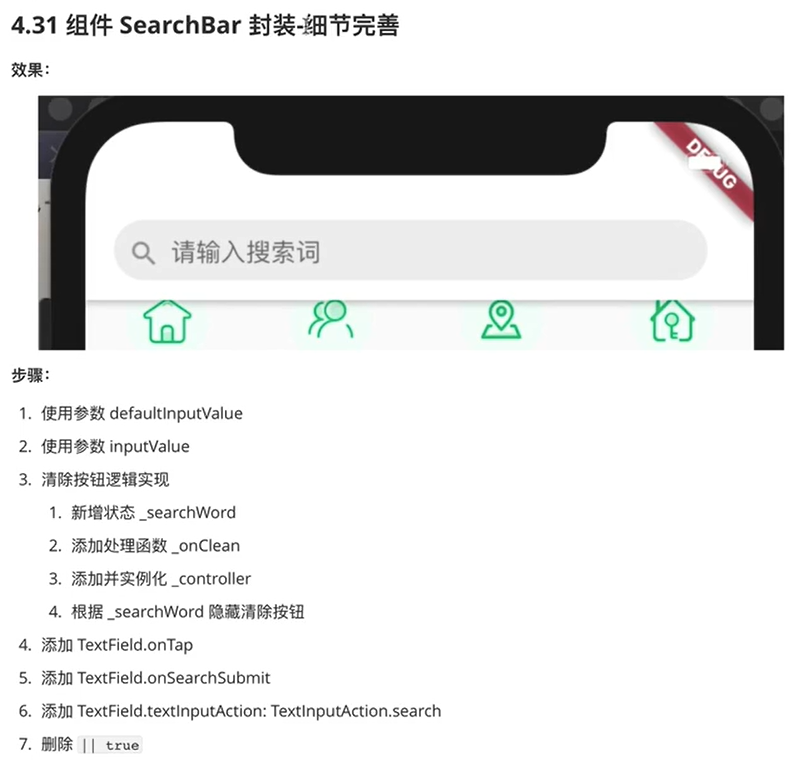 4.31 组件 SearchBar 封装-细节完善
效果：
DEBUG
请输入搜索词
步骤：
1. 使用参数 defaultInputValue
2. 使用参数 inputValue
3. 清除按钮逻辑实现
1. 新增状态 _searchWord
2. 添加处理函数 _onClean
3. 添加并实例化 _controller
4. 根据 _searchWord 隐藏清除按钮
4. 添加 TextField.onTap
5. 添加 TextField.onSearchSubmit
6. 添加 TextField.textInputAction: TextInputAction.search
7. 删除 || true